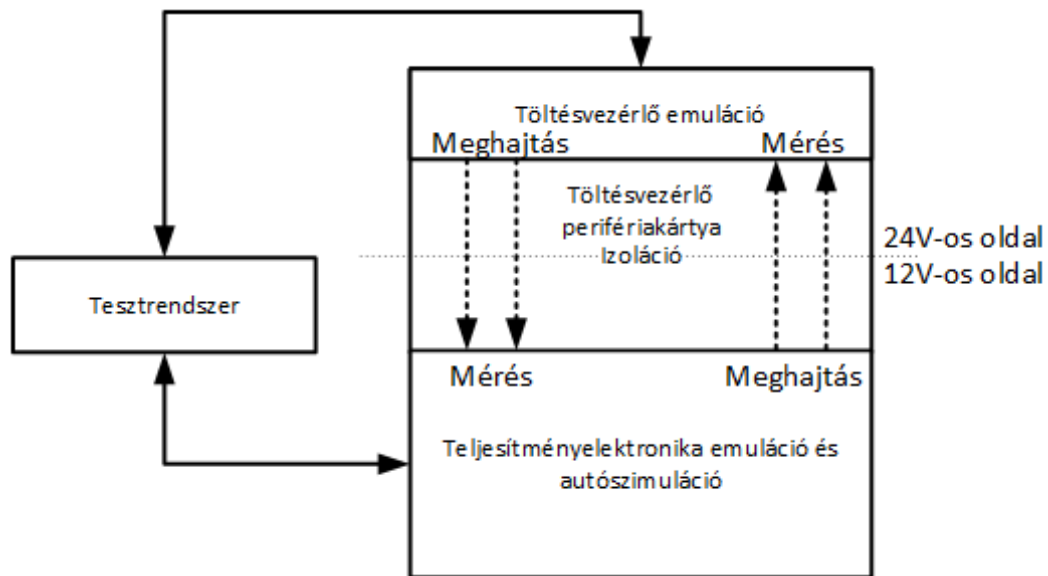 Töltésvezérlő emuláció
Meghajtás
Mérés
Töltésvezérlő
perifériakártya
Izoláció
24V-os oldal
12V-os oldal
Tesztrendszer
Mérés
Meghajtás
Teljesítményelektronika emuláció és
autószimuláció